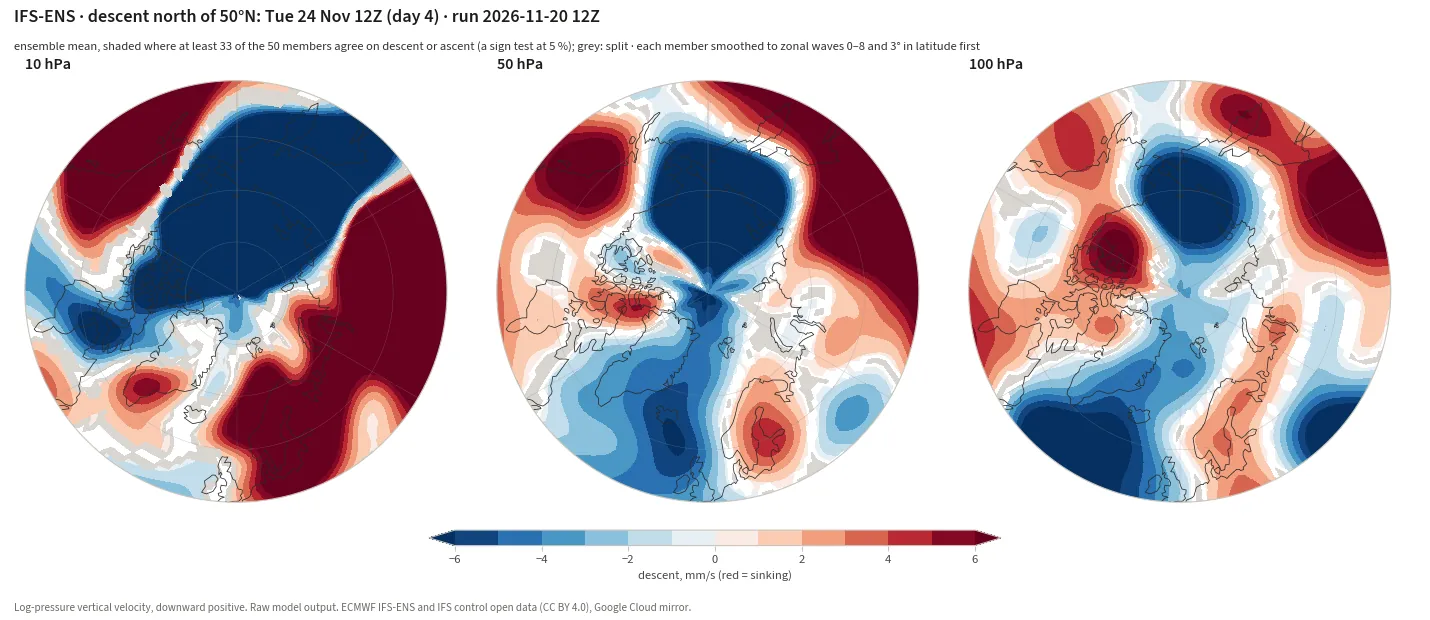 IFS-ENS · descent north of 50°N: Tue 24 Nov 12Z (day 4) · run 2026-11-20 12Z
ensemble mean, shaded where at least 33 of the 50 members agree on descent or ascent (a sign test at 5 %); grey: split · each member smoothed to zonal waves 0–8 and 3° in latitude first
10 hPa
50 hPa
100 hPa
−6 −4 −2 0 2 4 6
descent, mm/s (red = sinking)
Log-pressure vertical velocity, downward positive. Raw model output. ECMWF IFS-ENS and IFS control open data (CC BY 4.0), Google Cloud mirror.